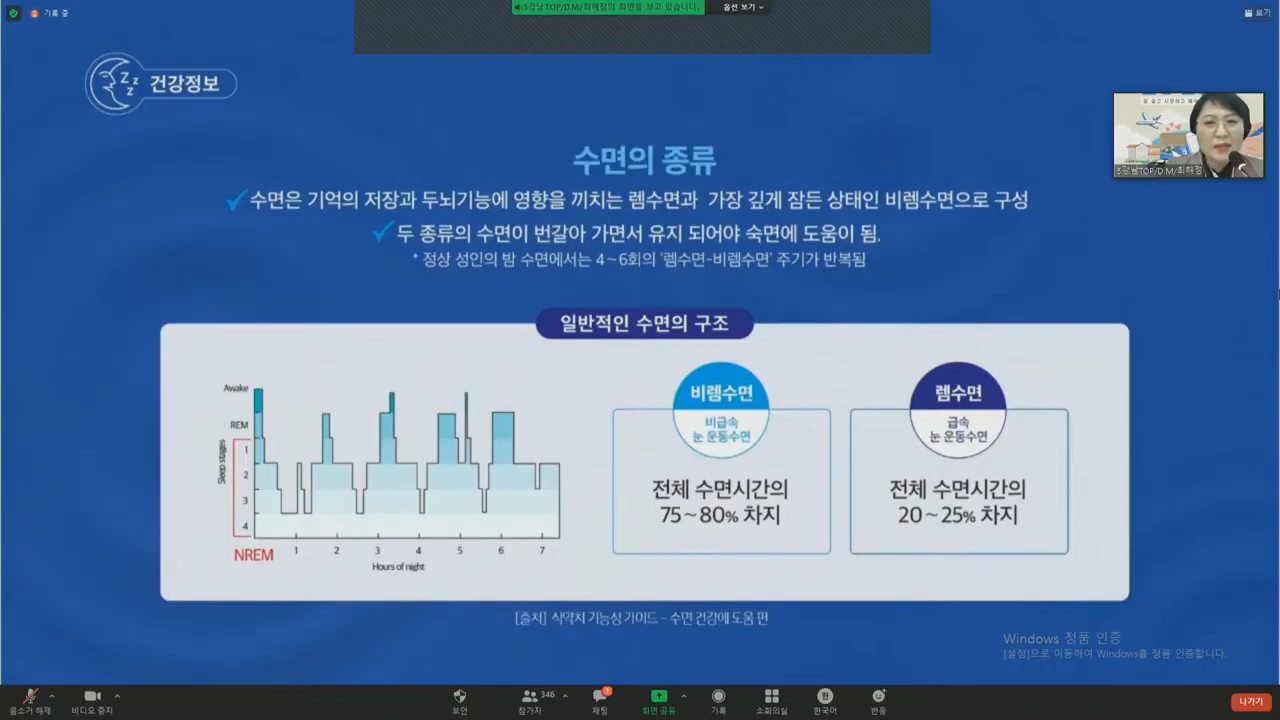 기록 중
5강남TOP/D.M/최해정의 화면을 보고 있습니다.
옵션 보기
보기
건강정보
수면의 종류
수면은 기억의 저장과 두뇌기능에 영향을 끼치는 렘수면과 가장 깊게 잠든 상태인 비렘수면으로 구성
두 종류의 수면이 번갈아 가면서 유지 되어야 숙면에 도움이 됨.
* 정상 성인의 밤 수면에서는 4~6회의 '렘수면-비렘수면' 주기가 반복됨
5강남TOP/D.M/최해정
일반적인 수면의 구조
Awake
REM
1
2
3
4
Sleep stages
NREM
1 2 3 4 5 6 7
Hours of night
비렘수면
비급속
눈 운동수면
전체 수면시간의
75~80% 차지
렘수면
급속
눈 운동수면
전체 수면시간의
20~25% 차지
[출처] 식약처 기능성 가이드 - 수면 건강에 도움 편
Windows 정품 인증
[설정]으로 이동하여 Windows를 정품 인증합니다.
음소거 해제
비디오 중지
보안
346
참가자
1
채팅
화면 공유
기록
소회의실
한
한국어
반응
나가기